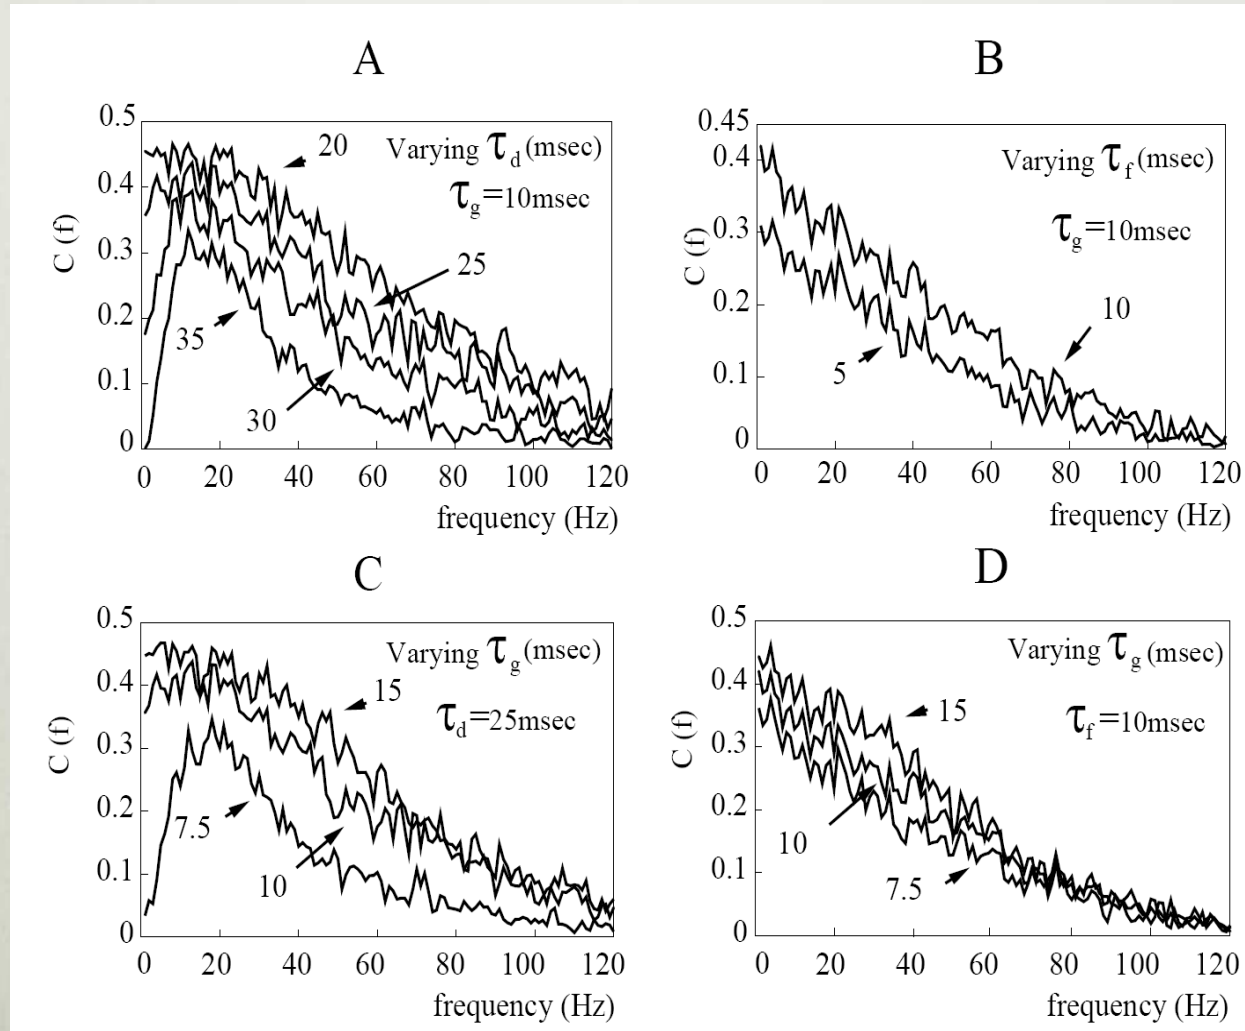 A
0.5
0.4
0.3
0.2
0.1
0
C (f)
Varying τd (msec)
τg=10msec
20
25
35
30
0 20 40 60 80 100 120
frequency (Hz)
B
0.45
0.4
0.3
0.2
0.1
0
C (f)
Varying τf (msec)
τg=10msec
10
5
0 20 40 60 80 100 120
frequency (Hz)
C
0.5
0.4
0.3
0.2
0.1
0
C (f)
Varying τg (msec)
15
τd=25msec
7.5
10
0 20 40 60 80 100 120
frequency (Hz)
D
0.5
0.4
0.3
0.2
0.1
0
C (f)
Varying τg (msec)
15
τf=10msec
10
7.5
0 20 40 60 80 100 120
frequency (Hz)